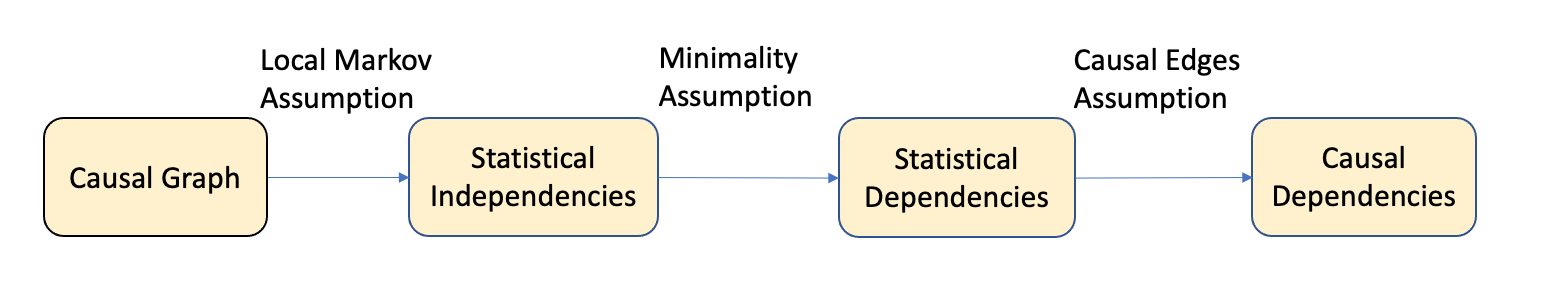 Local Markov
Assumption
Minimality
Assumption
Causal Edges
Assumption
Causal Graph
Statistical
Independencies
Statistical
Dependencies
Causal
Dependencies